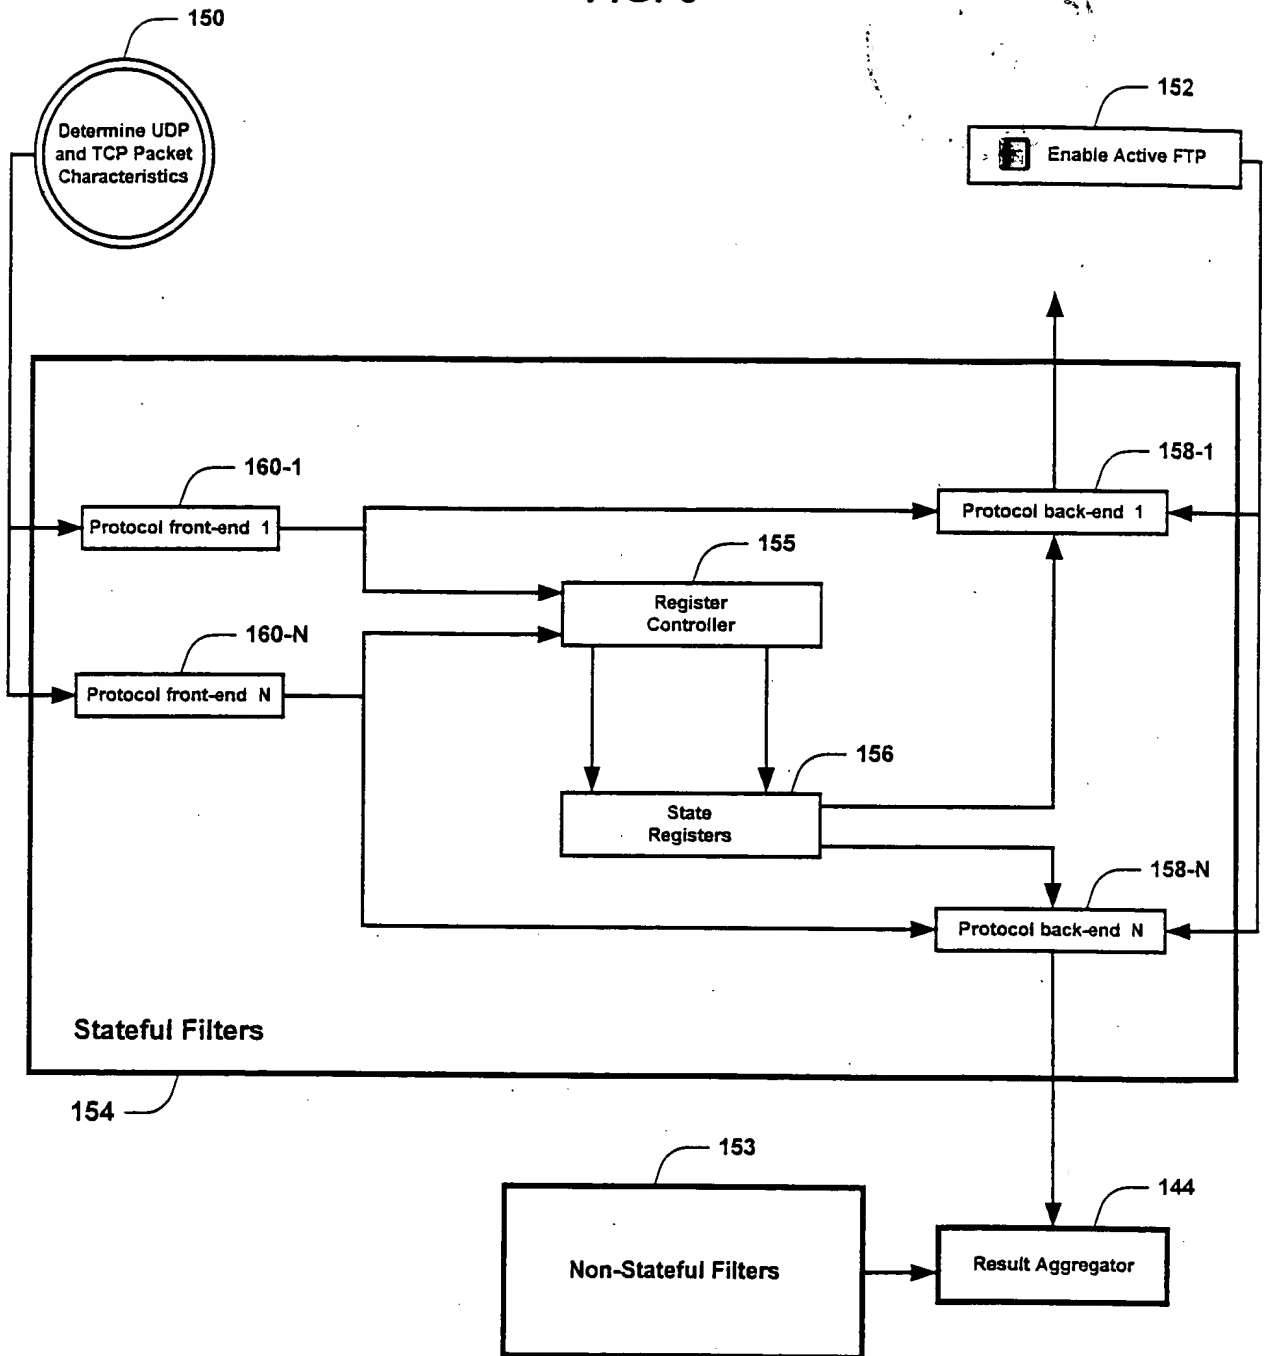 150
152
Determine UDP
and TCP Packet
Characteristics
Enable Active FTP
160-1
158-1
Protocol front-end 1
Protocol back-end 1
155
Register
Controller
160-N
Protocol front-end N
156
State
Registers
158-N
Protocol back-end N
Stateful Filters
154
153
144
Non-Stateful Filters
Result Aggregator